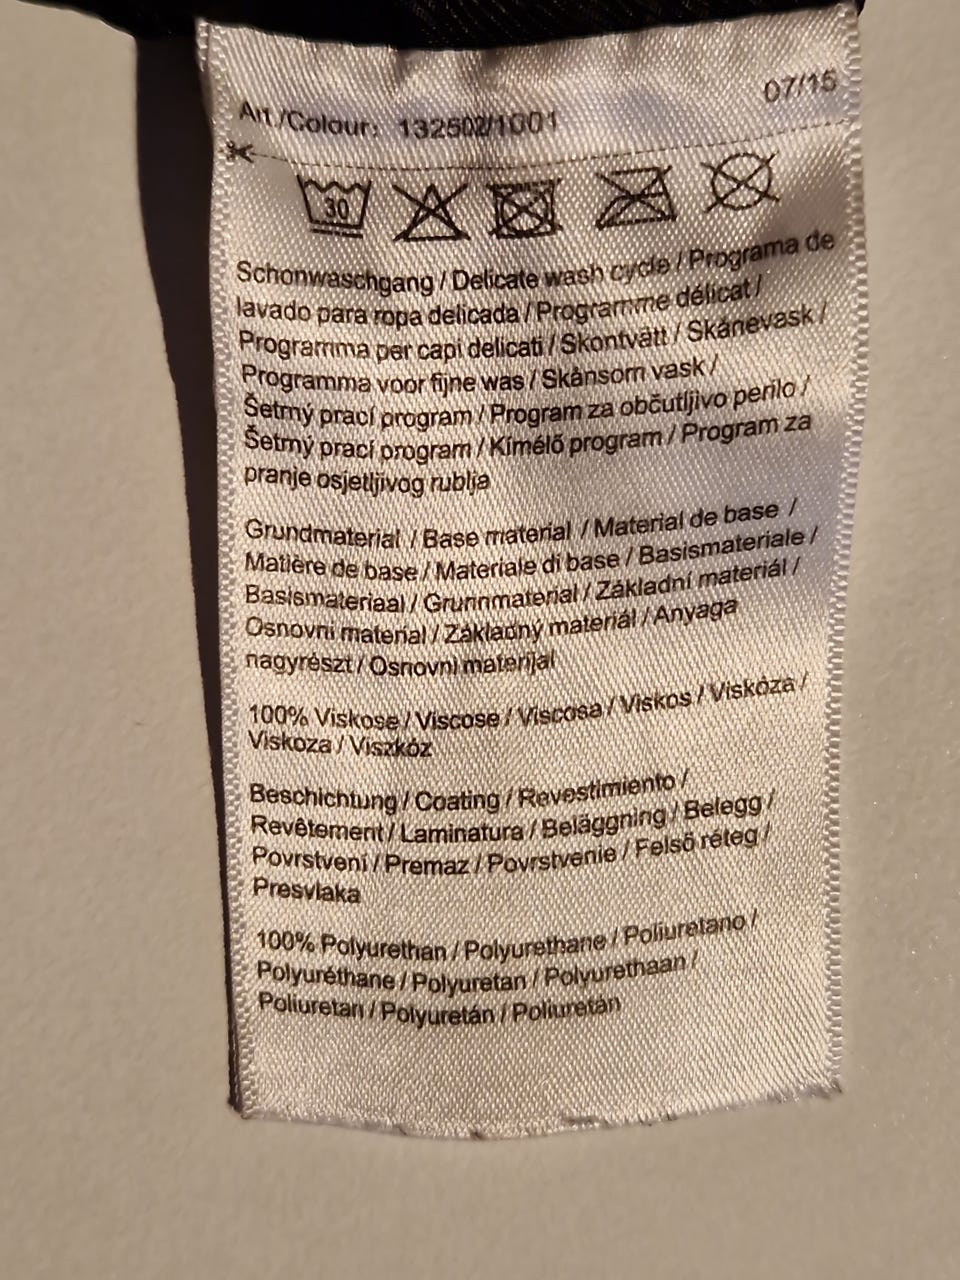 07/15
Art./Colour: 132502/1001
30
Schonwaschgang / Delicate wash cycle / Programa de
lavado para ropa delicada / Programme délicat /
Programma per capi delicati / Skontvätt / Skånevask /
Programma voor fijne was / Skånsom vask /
Šetrný prací program / Program za občutljivo perilo /
Šetrný prací program / Kímélő program / Program za
pranje osjetljivog rublja
Grundmaterial / Base material / Material de base /
Matière de base / Materiale di base / Basismateriale /
Basismateriaal / Grunnmaterial / Základní materiál /
Osnovni material / Základný materiál / Anyaga
nagyrészt / Osnovni materijal
100% Viskose / Viscose / Viscosa / Viskos / Viskóza /
Viskoza / Viszkóz
Beschichtung / Coating / Revestimiento /
Revêtement / Laminatura / Beläggning / Belegg /
Povrstvení / Premaz / Povrstvenie / Felső réteg /
Presvlaka
100% Polyurethan / Polyurethane / Poliuretano /
Polyuréthane / Polyuretan / Polyurethaan /
Poliuretan / Polyuretán / Poliuretán